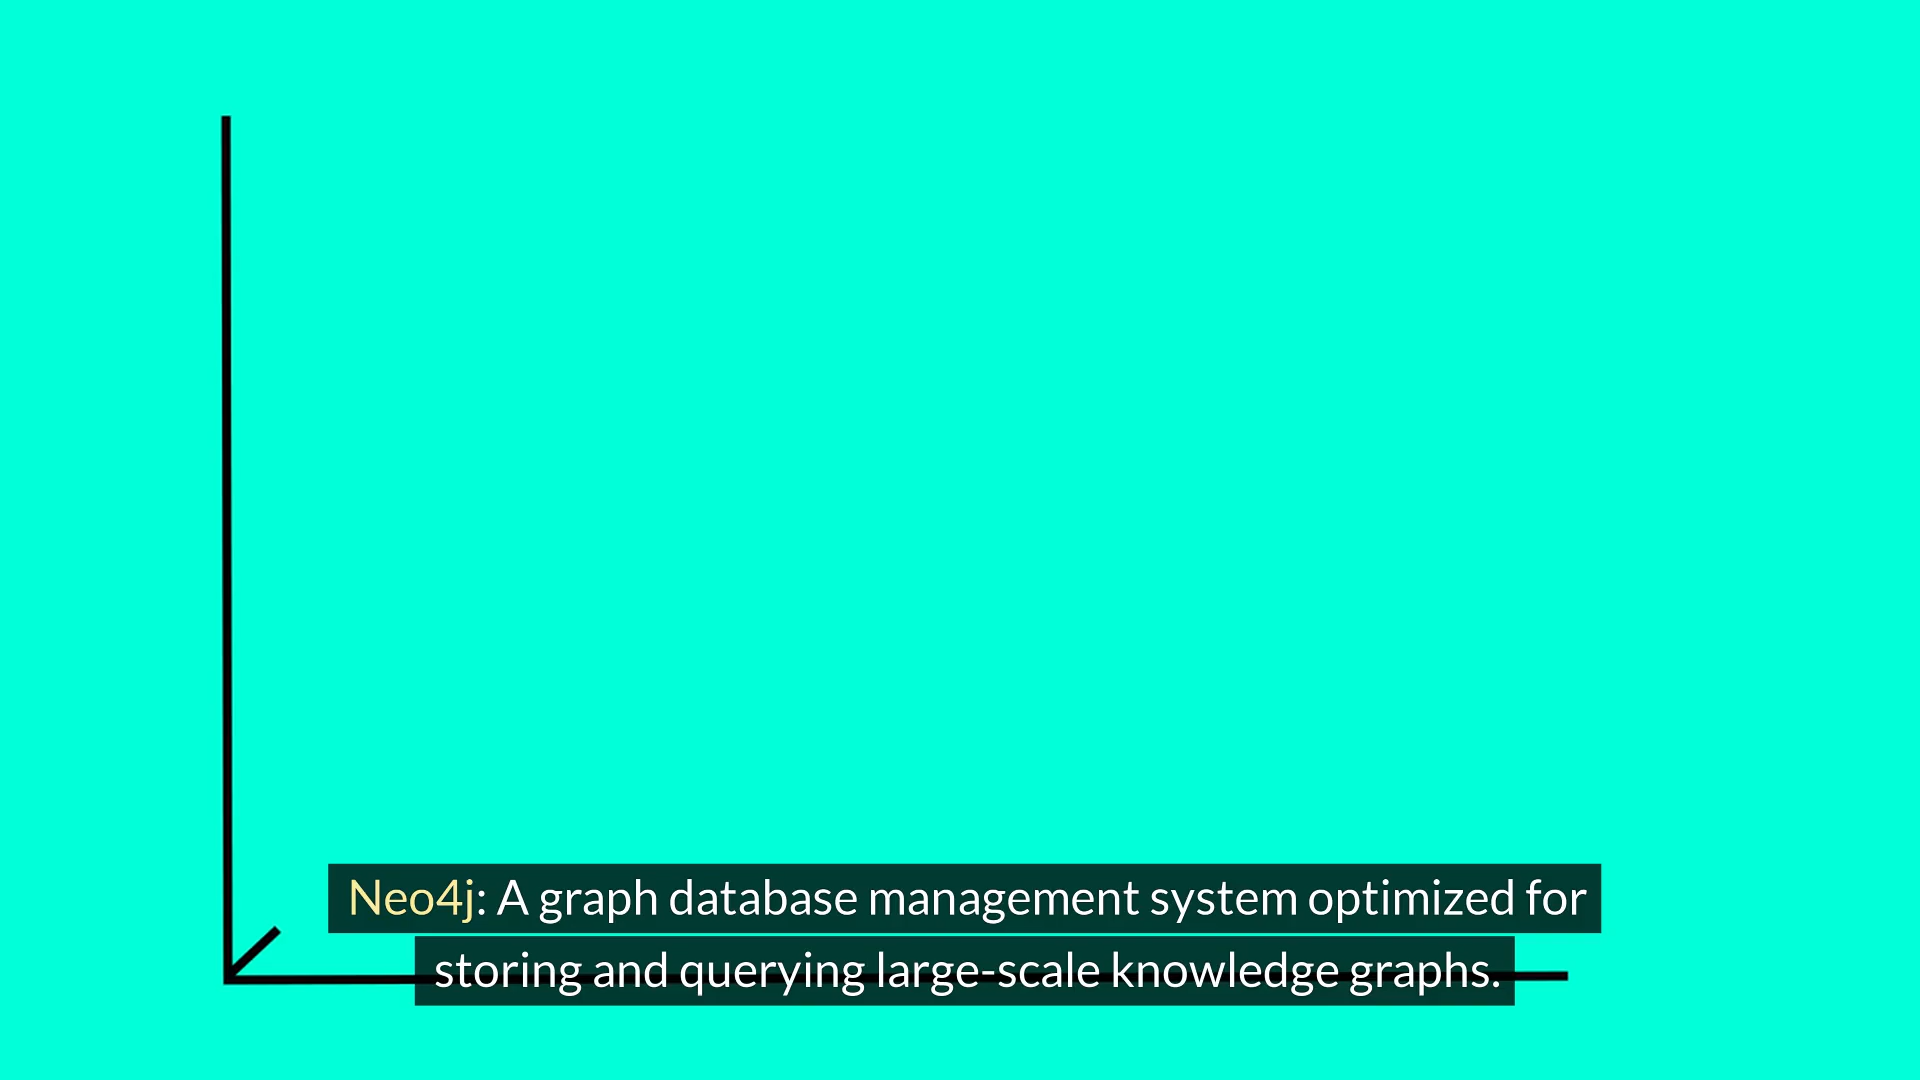 Neo4j: A graph database management system optimized for
storing and querying large-scale knowledge graphs.